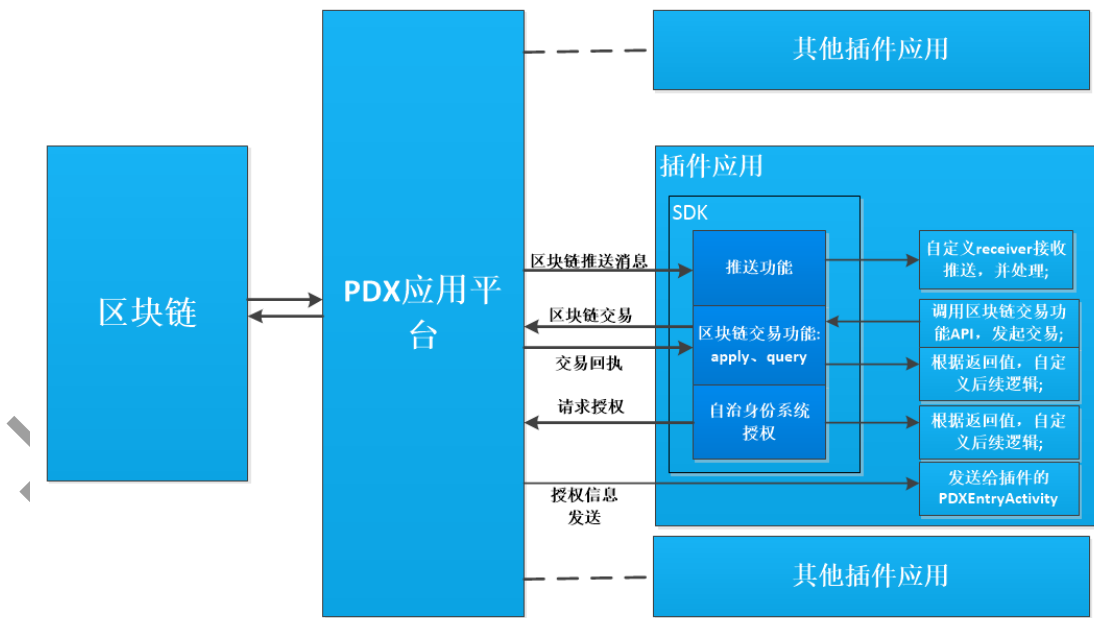 其他插件应用
区块链
PDX应用平
台
插件应用
SDK
区块链推送消息
推送功能
自定义receiver接收
推送，并处理;
区块链交易
区块链交易功能:
apply、query
调用区块链交易功
能API，发起交易;
交易回执
根据返回值，自定
义后续逻辑;
请求授权
自治身份系统
授权
根据返回值，自定
义后续逻辑;
授权信息
发送
发送给插件的
PDXEntryActivity
其他插件应用